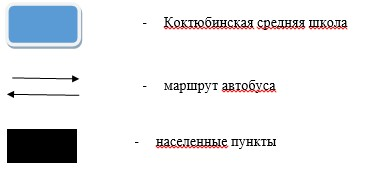 - Коктюбинская средняя школа
- маршрут автобуса
- населенные пункты